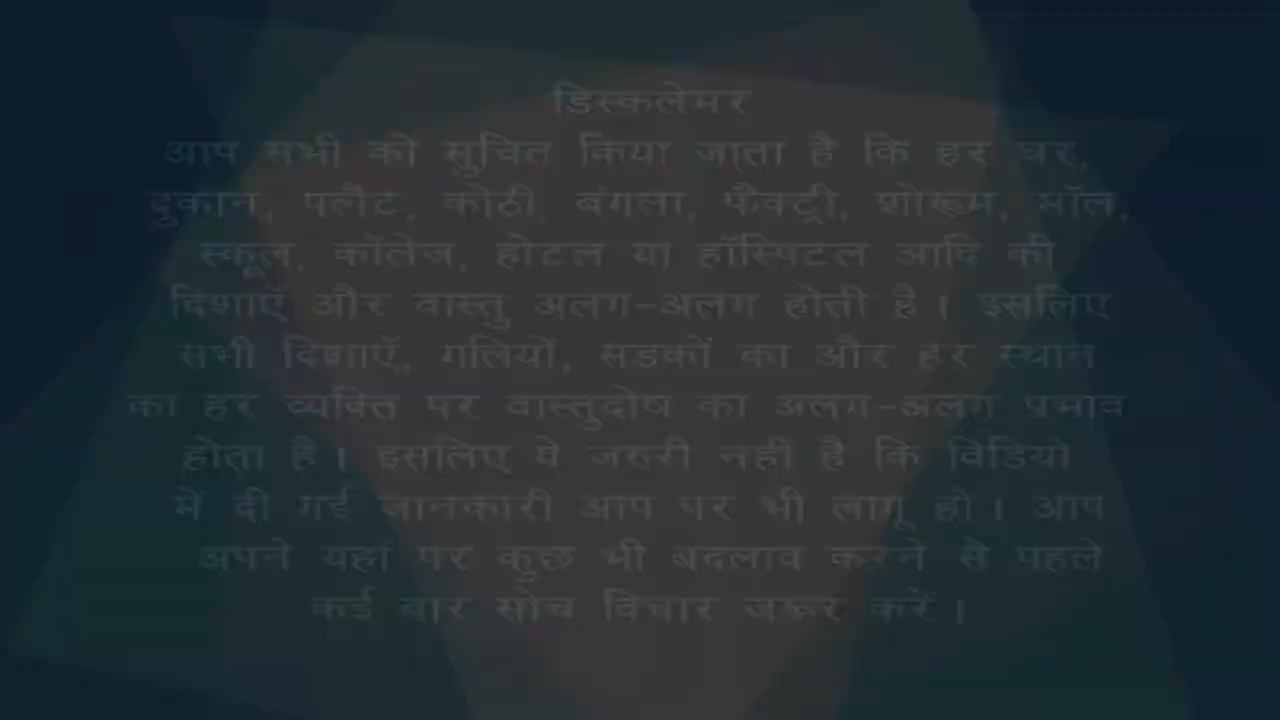 डिस्कलेमर
आप सभी को सुचित किया जाता है कि हर घर,
दुकान, पलैट, कोठी, बंगला, फैक्ट्री, शोरूम, मॉल,
स्कूल, कॉलेज, होटल या हॉस्पिटल आदि की
दिशाएँ और वास्तु अलग-अलग होती है। इसलिए
सभी दिशाएँ, गलियों, सडकों का और हर स्थान
का हर व्यक्ति पर वास्तुदोष का अलग-अलग प्रभाव
होता है। इसलिए ये जरुरी नहीं है कि विडियो
में दी गई जानकारी आप पर भी लागू हो। आप
अपने यहां पर कुछ भी बदलाव करने से पहले
कई बार सोच विचार जरूर करें।